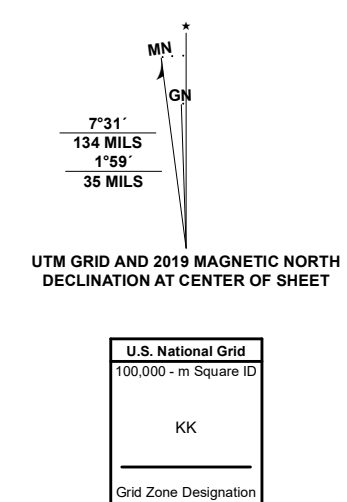 ★
MN
GN
7°31´
134 MILS
1°59´
35 MILS
UTM GRID AND 2019 MAGNETIC NORTH
DECLINATION AT CENTER OF SHEET
U.S. National Grid
100,000 - m Square ID
KK
Grid Zone Designation